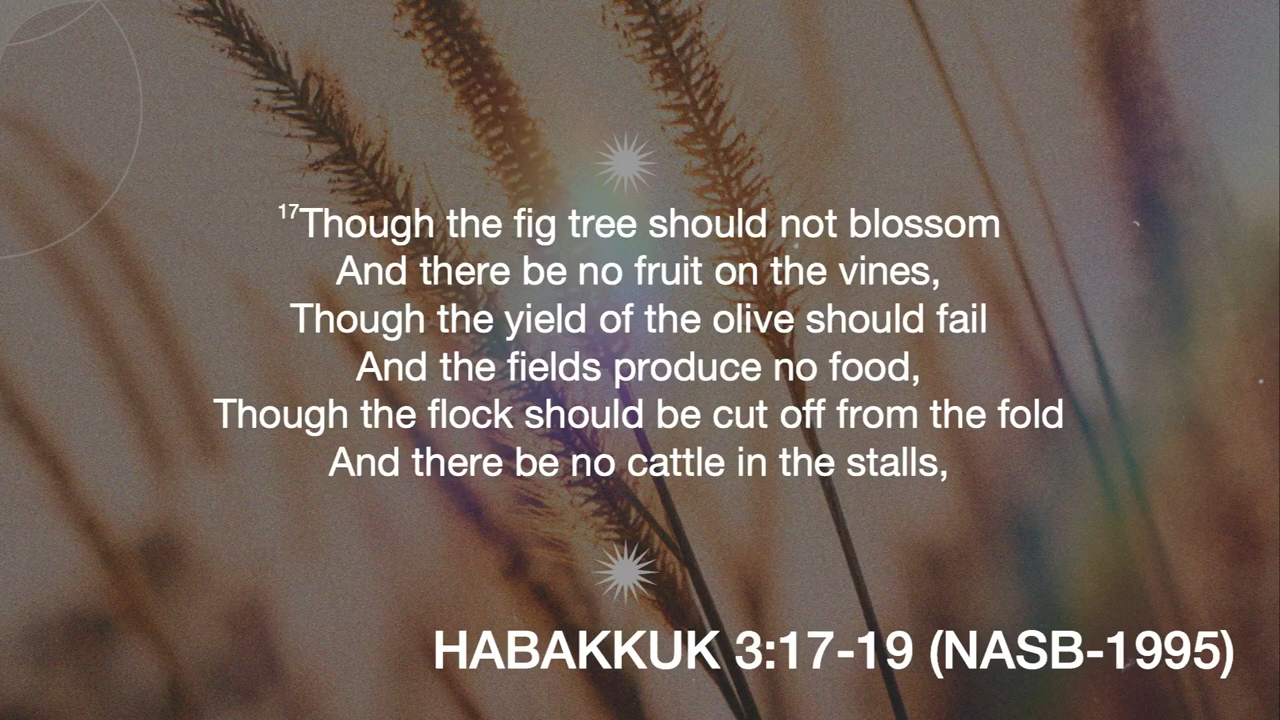 17Though the fig tree should not blossom
And there be no fruit on the vines,
Though the yield of the olive should fail
And the fields produce no food,
Though the flock should be cut off from the fold
And there be no cattle in the stalls,
HABAKKUK 3:17-19 (NASB-1995)